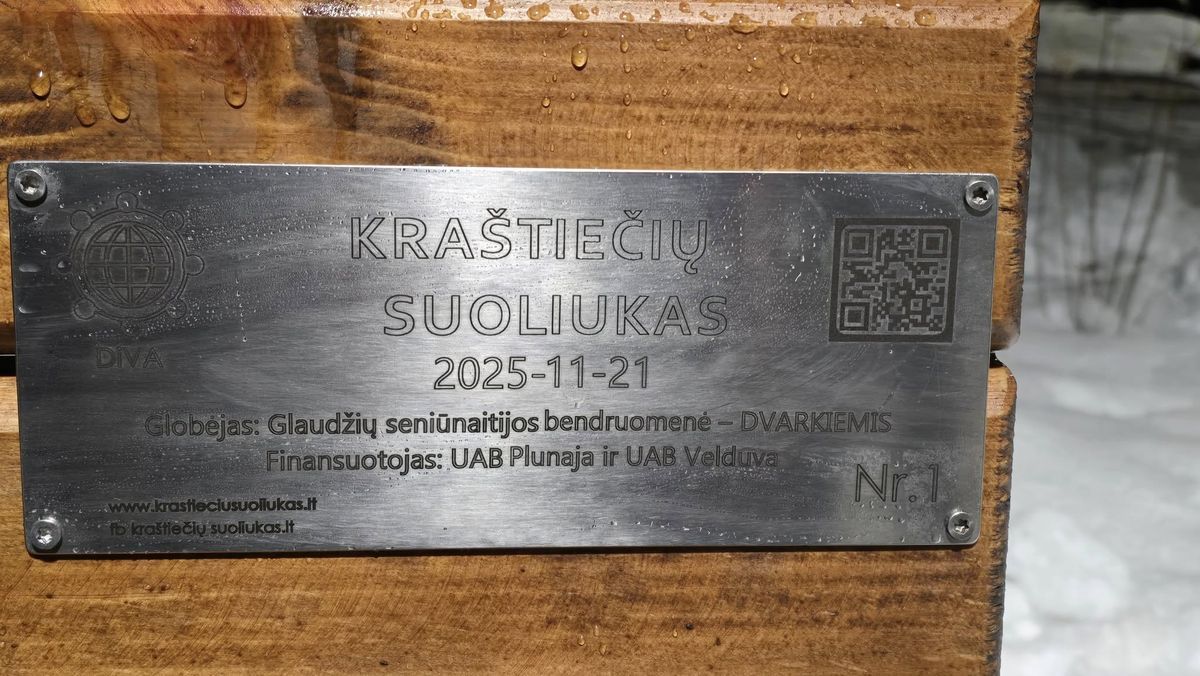 KRAŠTIEČIŲ
SUOLIUKAS
DIVA
2025-11-21
Globėjas: Glaudžių seniūnaitijos bendruomenė – DVARKIEMIS
Finansuotojas: UAB Plunaja ir UAB Velduva
Nr.1
www.krastieciusuoliukas.lt
fb kraštiečių suoliukas.lt